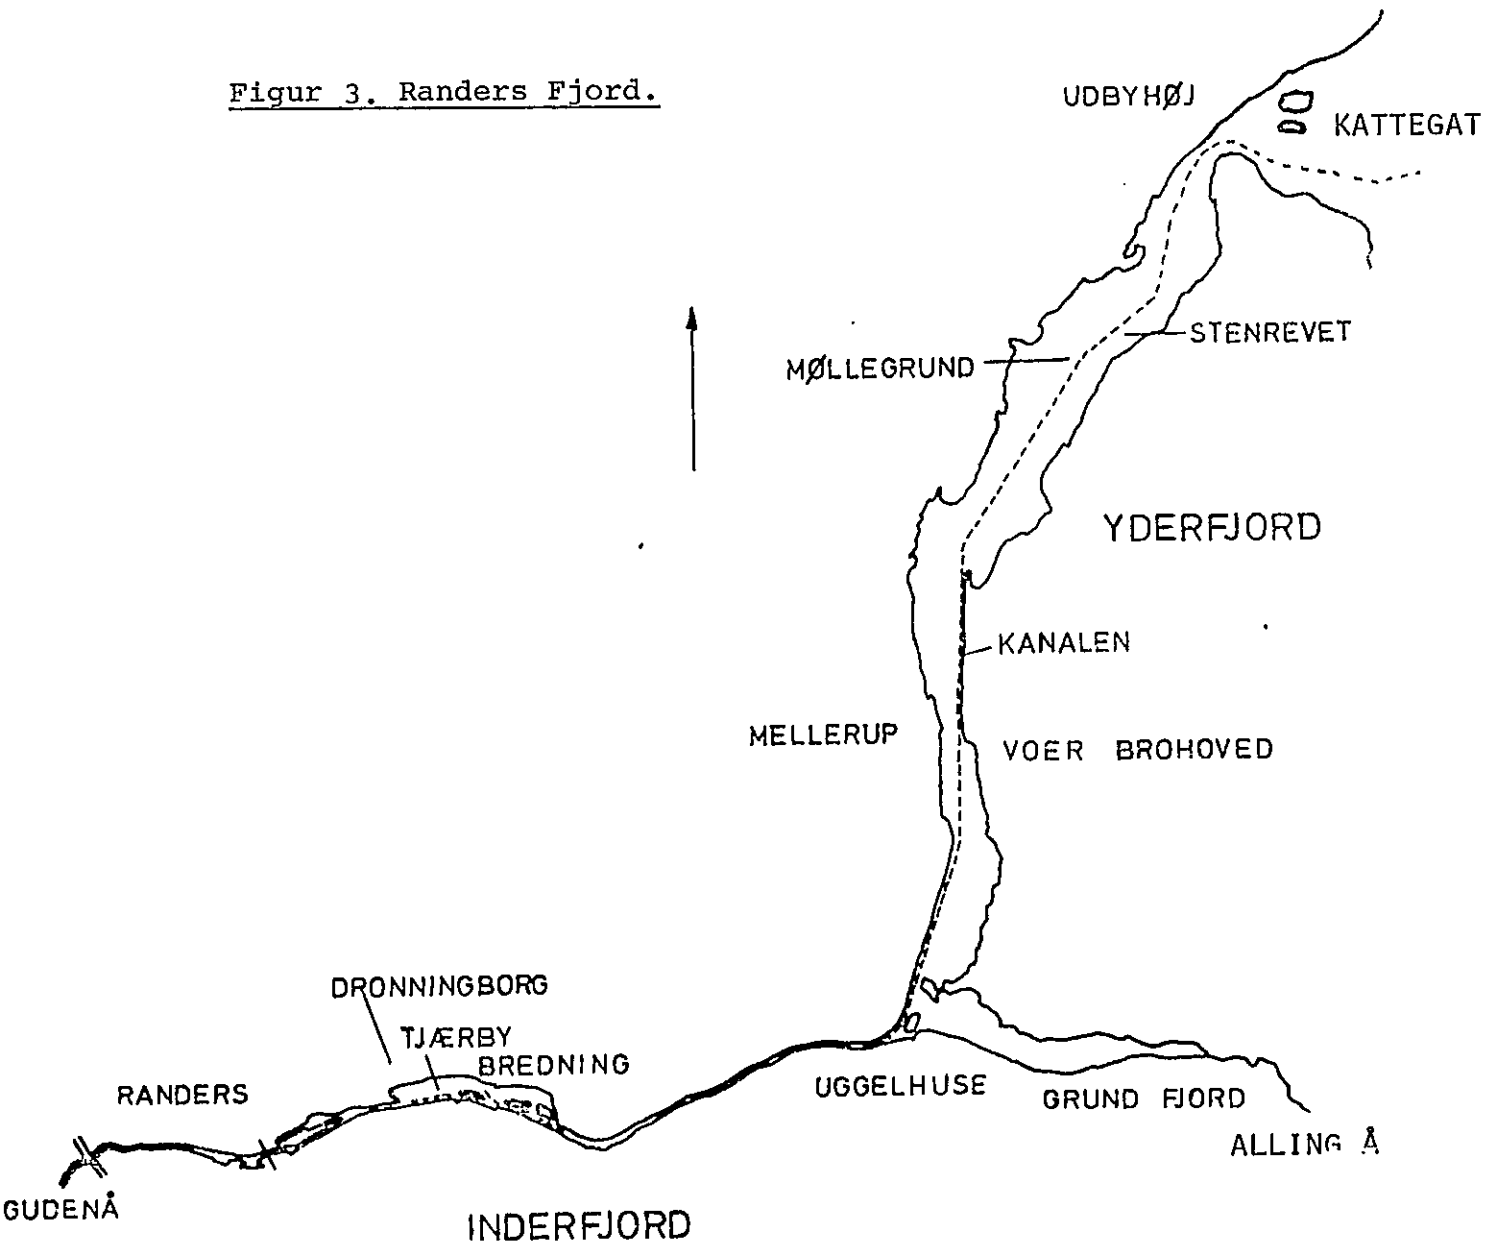 Figur 3. Randers Fjord.
UDBYHØJ
KATTEGAT
STENREVET
MØLLEGRUND
YDERFJORD
KANALEN
MELLERUP
VOER BROHOVED
DRONNINGBORG
TJÆRBY
BREDNING
RANDERS
UGGELHUSE
GRUND FJORD
ALLING Å
GUDENÅ
INDERFJORD